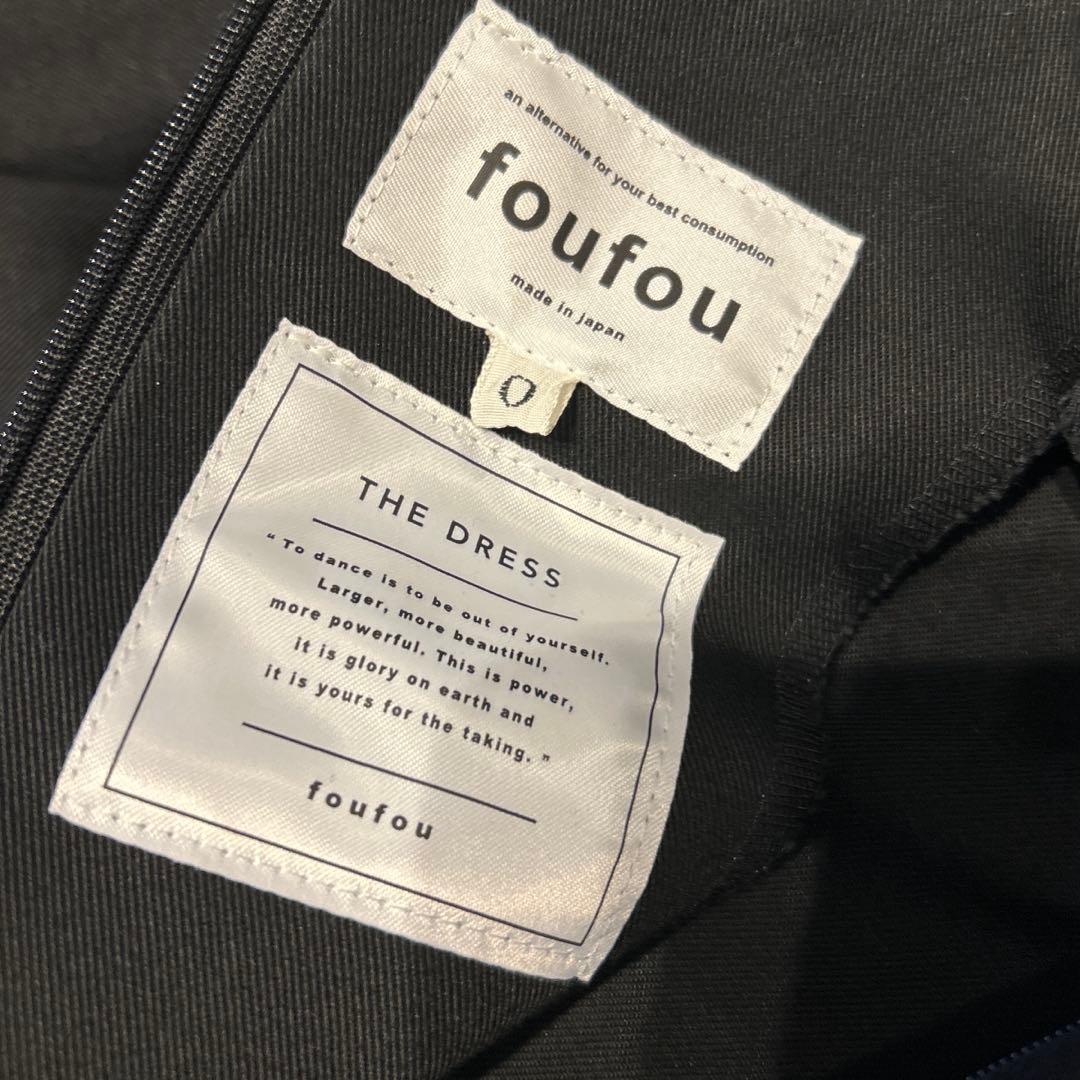 an alternative for your best consumption
foufou
made in japan
0
THE DRESS
“ To dance is to be out of yourself.
Larger, more beautiful,
more powerful. This is power,
it is glory on earth and
it is yours for the taking. ”
foufou